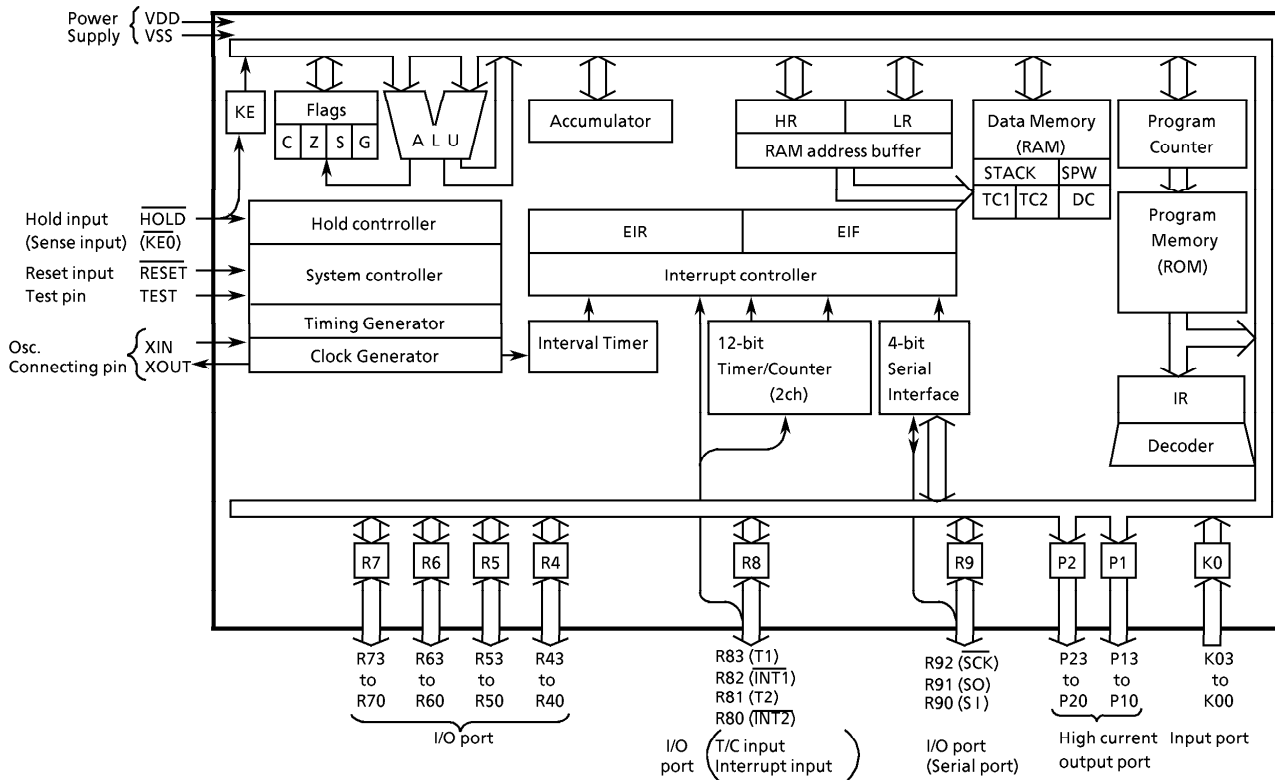 Power
Supply
VDD
VSS
KE
Flags
C Z S G
ALU
Accumulator
HR LR
RAM address buffer
Data Memory
(RAM)
STACK SPW
TC1 TC2 DC
Program
Counter
Program
Memory
(ROM)
IR
Decoder
Hold input
(Sense input)
HOLD
(KE0)
Reset input RESET
Test pin TEST
Osc.
Connecting pin
XIN
XOUT
Hold contrroller
System controller
Timing Generator
Clock Generator
EIR EIF
Interrupt controller
Interval Timer
12-bit
Timer/Counter
(2ch)
4-bit
Serial
Interface
R7 R6 R5 R4 R8 R9 P2 P1 K0
R73
to
R70
R63
to
R60
R53
to
R50
R43
to
R40
I/O port
R83 (T1)
R82 (INT1)
R81 (T2)
R80 (INT2)
I/O
port
T/C input
Interrupt input
R92 (SCK)
R91 (SO)
R90 (SI)
I/O port
(Serial port)
P23
to
P20
P13
to
P10
High current
output port
K03
to
K00
Input port